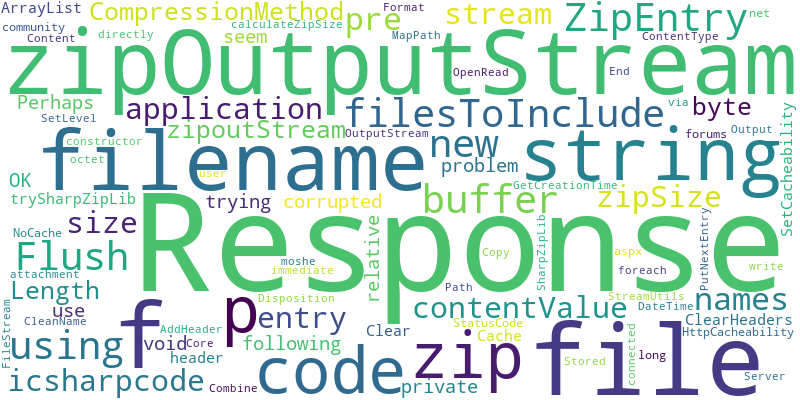 ArrayList CompressionMethod pre stream ZipEntry net
community Content directly calculateZipSize seem Format MapPath ContentType
zipOutputStream
OpenRead End
Perhaps application filesToInclude via byte
SetLevel zipoutStream OutputStream Output
constructor filename new string forums SetCacheability
octet problem
trySharpZipLib user trying corrupted buffer GetCreationTime zipSize
size relative SharpZipLib
NoCache Flush Response Copy aspx PutNextEntry write
attachment moshe immediate foreach
Length Disposition Path StreamUtils names
FileStream use f p entry contentValue DateTime
CleanName AddHeader StatusCode ClearHeaders
using void Core following Clear Cache HttpCacheability
header code zip file connected long
icsharpcode private Stored Server
Combine